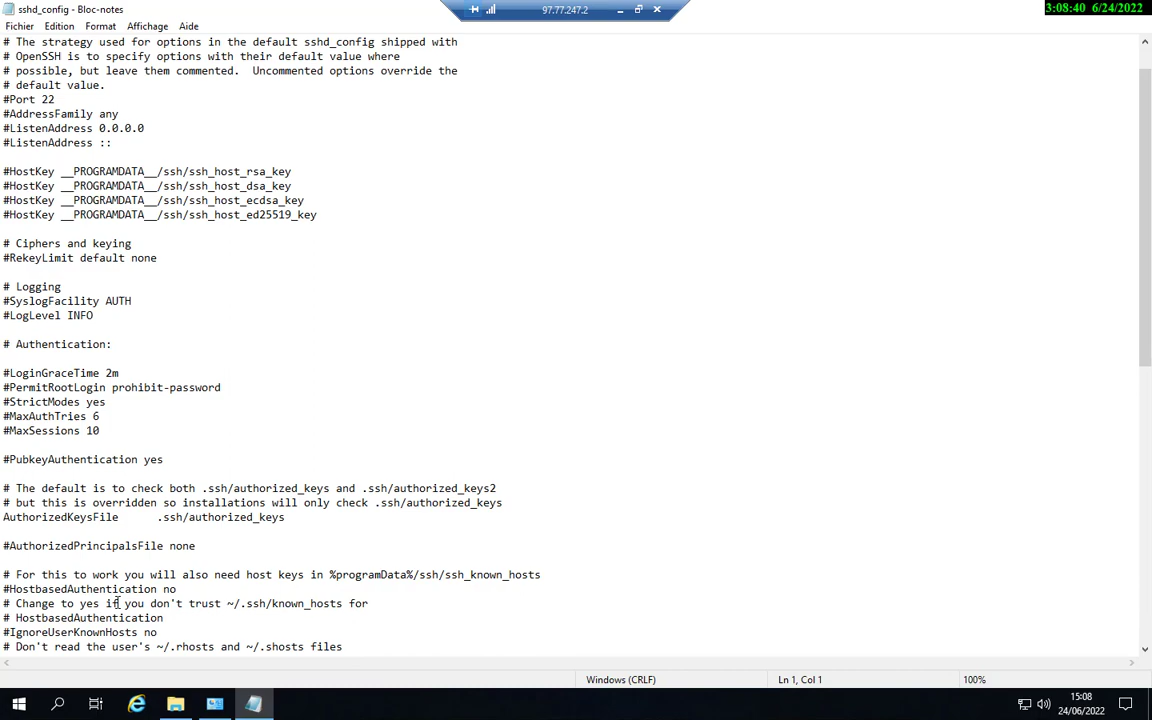 sshd_config - Bloc-notes
97.77.247.2
3:08:40 6/24/2022
Fichier Edition Format Affichage Aide
# The strategy used for options in the default sshd_config shipped with
# OpenSSH is to specify options with their default value where
# possible, but leave them commented.  Uncommented options override the
# default value.
#Port 22
#AddressFamily any
#ListenAddress 0.0.0.0
#ListenAddress ::
#HostKey __PROGRAMDATA__/ssh/ssh_host_rsa_key
#HostKey __PROGRAMDATA__/ssh/ssh_host_dsa_key
#HostKey __PROGRAMDATA__/ssh/ssh_host_ecdsa_key
#HostKey __PROGRAMDATA__/ssh/ssh_host_ed25519_key
# Ciphers and keying
#RekeyLimit default none
# Logging
#SyslogFacility AUTH
#LogLevel INFO
# Authentication:
#LoginGraceTime 2m
#PermitRootLogin prohibit-password
#StrictModes yes
#MaxAuthTries 6
#MaxSessions 10
#PubkeyAuthentication yes
# The default is to check both .ssh/authorized_keys and .ssh/authorized_keys2
# but this is overridden so installations will only check .ssh/authorized_keys
AuthorizedKeysFile      .ssh/authorized_keys
#AuthorizedPrincipalsFile none
# For this to work you will also need host keys in %programData%/ssh/ssh_known_hosts
#HostbasedAuthentication no
# Change to yes if you don't trust ~/.ssh/known_hosts for
# HostbasedAuthentication
#IgnoreUserKnownHosts no
# Don't read the user's ~/.rhosts and ~/.shosts files
Windows (CRLF) Ln 1, Col 1 100%
15:08
24/06/2022